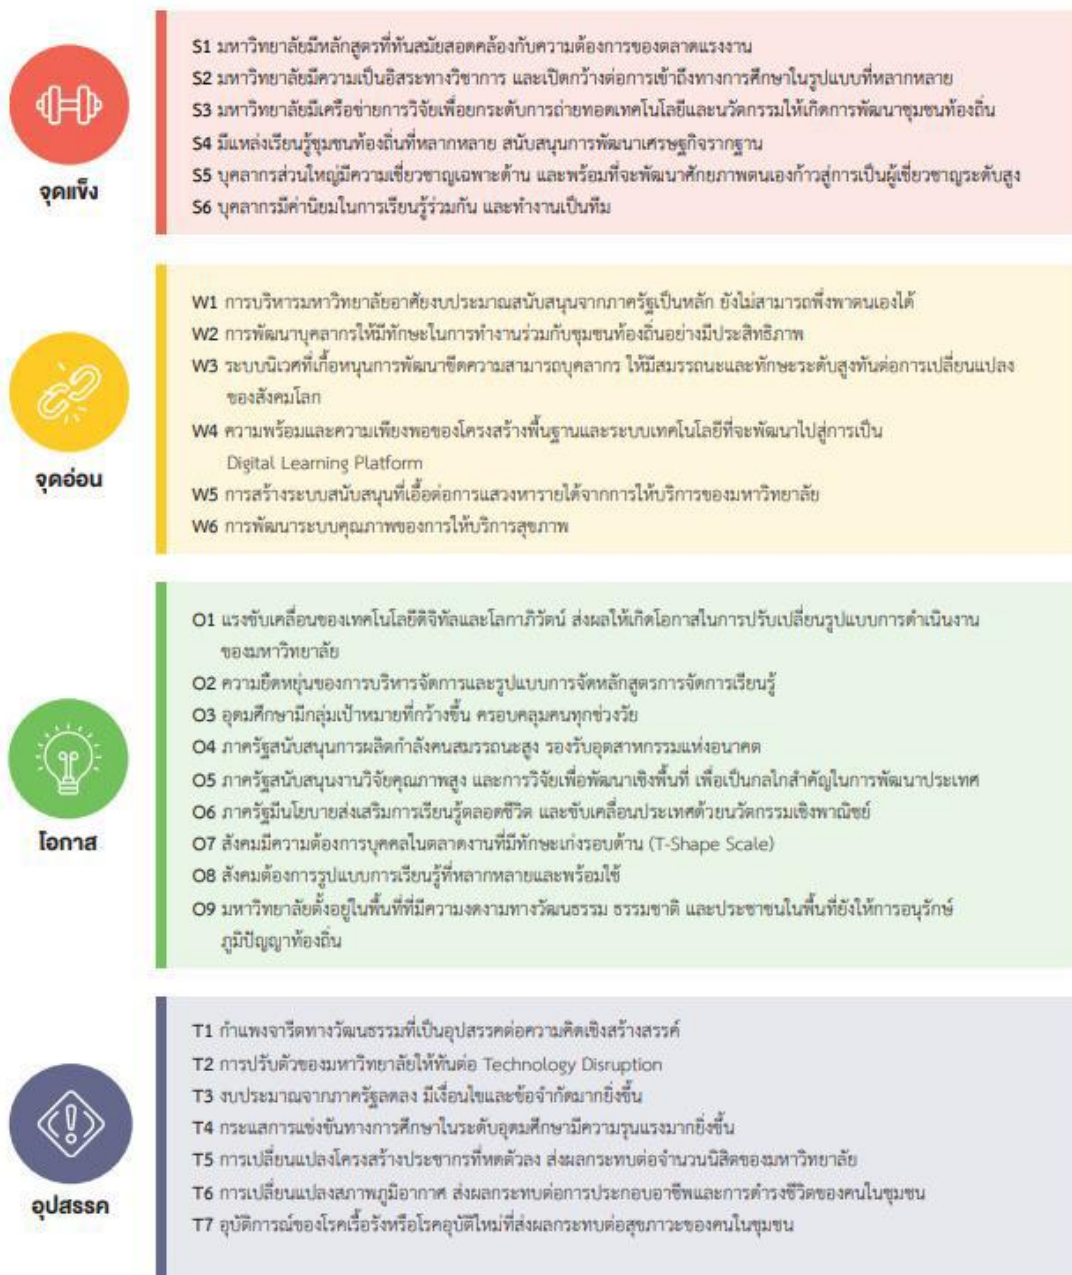 จุดแข็ง
S1 มหาวิทยาลัยมีหลักสูตรที่ทันสมัยสอดคล้องกับความต้องการของตลาดแรงงาน
S2 มหาวิทยาลัยมีความเป็นอิสระทางวิชาการ และเปิดกว้างต่อการเข้าถึงทางการศึกษาในรูปแบบที่หลากหลาย
S3 มหาวิทยาลัยมีเครือข่ายการวิจัยเพื่อยกระดับการถ่ายทอดเทคโนโลยีและนวัตกรรมให้เกิดการพัฒนาชุมชนท้องถิ่น
S4 มีแหล่งเรียนรู้ชุมชนท้องถิ่นที่หลากหลาย สนับสนุนการพัฒนาเศรษฐกิจรากฐาน
S5 บุคลากรส่วนใหญ่มีความเชี่ยวชาญเฉพาะด้าน และพร้อมที่จะพัฒนาศักยภาพตนเองก้าวสู่การเป็นผู้เชี่ยวชาญระดับสูง
S6 บุคลากรมีค่านิยมในการเรียนรู้ร่วมกัน และทำงานเป็นทีม
จุดอ่อน
W1 การบริหารมหาวิทยาลัยอาศัยงบประมาณสนับสนุนจากภาครัฐเป็นหลัก ยังไม่สามารถพึ่งพาตนเองได้
W2 การพัฒนาบุคลากรให้มีทักษะในการทำงานร่วมกับชุมชนท้องถิ่นอย่างมีประสิทธิภาพ
W3 ระบบนิเวศที่เกื้อหนุนการพัฒนาขีดความสามารถบุคลากร ให้มีสมรรถนะและทักษะระดับสูงทันต่อการเปลี่ยนแปลง
ของสังคมโลก
W4 ความพร้อมและความเพียงพอของโครงสร้างพื้นฐานและระบบเทคโนโลยีที่จะพัฒนาไปสู่การเป็น
Digital Learning Platform
W5 การสร้างระบบสนับสนุนที่เอื้อต่อการแสวงหารายได้จากการให้บริการของมหาวิทยาลัย
W6 การพัฒนาระบบคุณภาพของการให้บริการสุขภาพ
โอกาส
O1 แรงขับเคลื่อนของเทคโนโลยีดิจิทัลและโลกาภิวัตน์ ส่งผลให้เกิดโอกาสในการปรับเปลี่ยนรูปแบบการดำเนินงาน
ของมหาวิทยาลัย
O2 ความยืดหยุ่นของการบริหารจัดการและรูปแบบการจัดหลักสูตรการจัดการเรียนรู้
O3 อุดมศึกษามีกลุ่มเป้าหมายที่กว้างขึ้น ครอบคลุมคนทุกช่วงวัย
O4 ภาครัฐสนับสนุนการผลิตกำลังคนสมรรถนะสูง รองรับอุตสาหกรรมแห่งอนาคต
O5 ภาครัฐสนับสนุนงานวิจัยคุณภาพสูง และการวิจัยเพื่อพัฒนาเชิงพื้นที่ เพื่อเป็นกลไกสำคัญในการพัฒนาประเทศ
O6 ภาครัฐมีนโยบายส่งเสริมการเรียนรู้ตลอดชีวิต และขับเคลื่อนประเทศด้วยนวัตกรรมเชิงพาณิชย์
O7 สังคมมีความต้องการบุคคลในตลาดงานที่มีทักษะเก่งรอบด้าน (T-Shape Scale)
O8 สังคมต้องการรูปแบบการเรียนรู้ที่หลากหลายและพร้อมใช้
O9 มหาวิทยาลัยตั้งอยู่ในพื้นที่ที่มีความงดงามทางวัฒนธรรม ธรรมชาติ และประชาชนในพื้นที่ยังให้การอนุรักษ์
ภูมิปัญญาท้องถิ่น
อุปสรรค
T1 กำแพงจารีตทางวัฒนธรรมที่เป็นอุปสรรคต่อความคิดเชิงสร้างสรรค์
T2 การปรับตัวของมหาวิทยาลัยให้ทันต่อ Technology Disruption
T3 งบประมาณจากภาครัฐลดลง มีเงื่อนไขและข้อจำกัดมากยิ่งขึ้น
T4 กระแสการแข่งขันทางการศึกษาในระดับอุดมศึกษามีความรุนแรงมากยิ่งขึ้น
T5 การเปลี่ยนแปลงโครงสร้างประชากรที่หดตัวลง ส่งผลกระทบต่อจำนวนนิสิตของมหาวิทยาลัย
T6 การเปลี่ยนแปลงสภาพภูมิอากาศ ส่งผลกระทบต่อการประกอบอาชีพและการดำรงชีวิตของคนในชุมชน
T7 อุบัติการณ์ของโรคเรื้อรังหรือโรคอุบัติใหม่ที่ส่งผลกระทบต่อสุขภาวะของคนในชุมชน